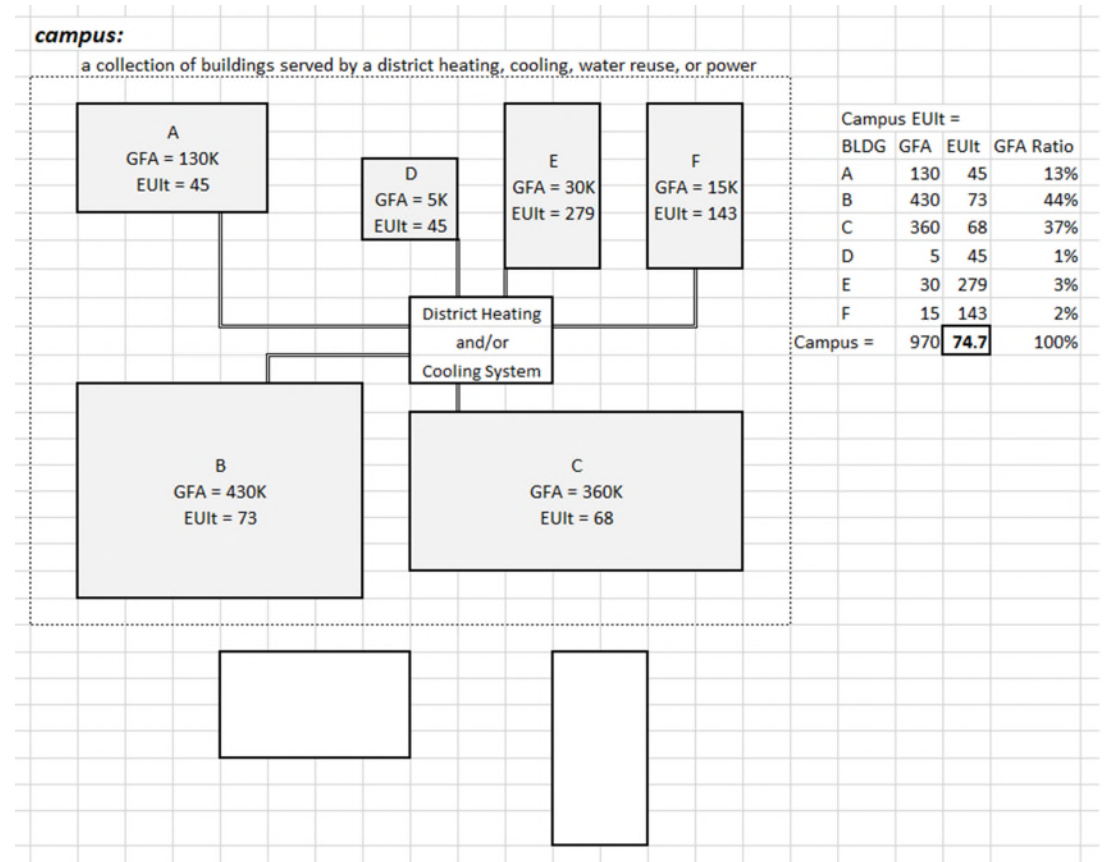 campus:
a collection of buildings served by a district heating, cooling, water reuse, or power
A
GFA = 130K
EUIt = 45
D
GFA = 5K
EUIt = 45
E
GFA = 30K
EUIt = 279
F
GFA = 15K
EUIt = 143
District Heating
and/or
Cooling System
B
GFA = 430K
EUIt = 73
C
GFA = 360K
EUIt = 68
Campus EUIt =
BLDG GFA EUIt GFA Ratio
A 130 45 13%
B 430 73 44%
C 360 68 37%
D 5 45 1%
E 30 279 3%
F 15 143 2%
Campus = 970 74.7 100%